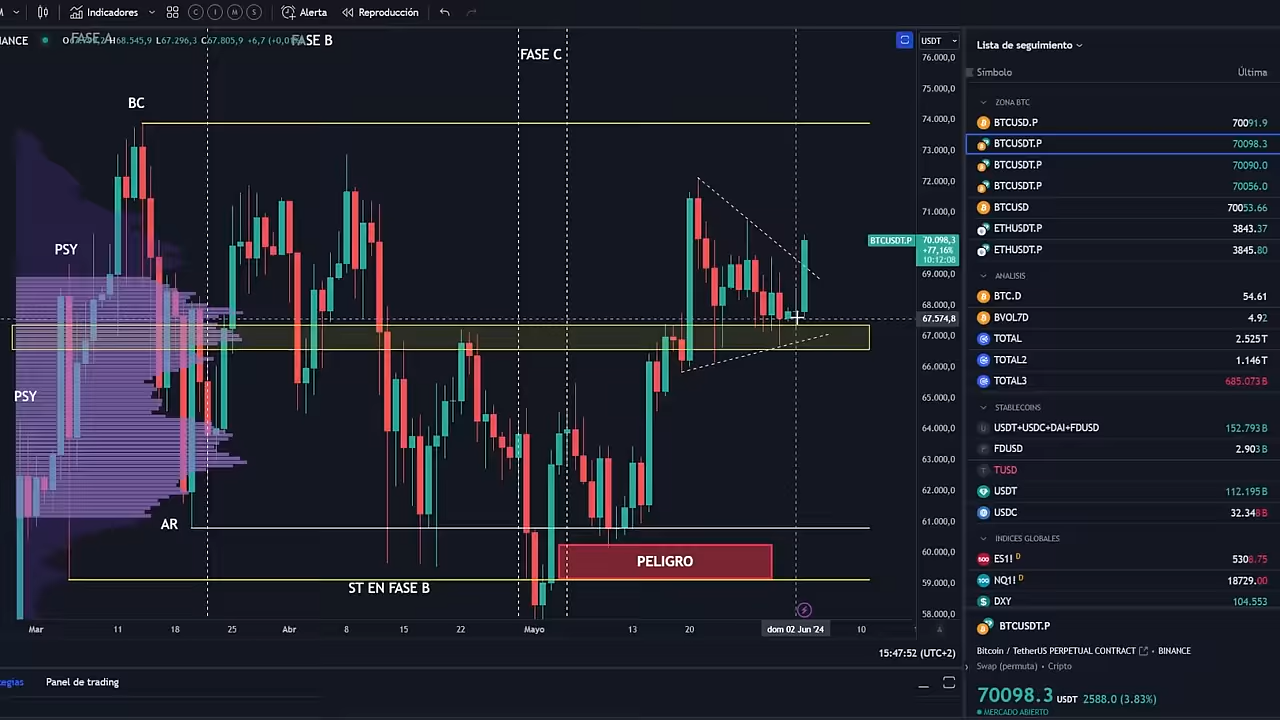 Indicadores
C I M S
Alerta
Reproducción
FASE A
FASE B
FASE C
USDT
Lista de seguimiento
Símbolo Última
ZONA BTC
BTCUSD.P 70091.9
BTCUSDT.P 70098.3
BTCUSDT.P 70090.0
BTCUSDT.P 70056.0
BTCUSD 70053.66
ETHUSDT.P 3843.37
ETHUSDT.P 3845.80
ANALISIS
BTC.D 54.61
BVOL7D 4.92
TOTAL 2.525T
TOTAL2 1.146T
TOTAL3 685.073B
STABLECOINS
USDT+USDC+DAI+FDUSD 152.793B
FDUSD 2.903B
TUSD
USDT 112.195B
USDC 32.348B
INDICES GLOBALES
ES1! D 5308.75
NQ1! D 18729.00
DXY 104.553
BTCUSDT.P
Bitcoin / TetherUS PERPETUAL CONTRACT • BINANCE
Swap (permuta) • Cripto
70098.3 USDT 2588.0 (3.83%)
MERCADO ABIERTO
BC
PSY
PSY
AR
ST EN FASE B
PELIGRO
76.000,0
75.000,0
74.000,0
73.000,0
72.000,0
71.000,0
BTCUSDT.P 70.098,3
+77,16%
10:12:08
69.000,0
68.000,0
67.574,8
67.000,0
66.000,0
65.000,0
64.000,0
63.000,0
62.000,0
61.000,0
60.000,0
59.000,0
58.000,0
Mar 11 18 25 Abr 8 15 22 Mayo 13 20 dom 02 Jun '24 10
15:47:52 (UTC+2)
Panel de trading